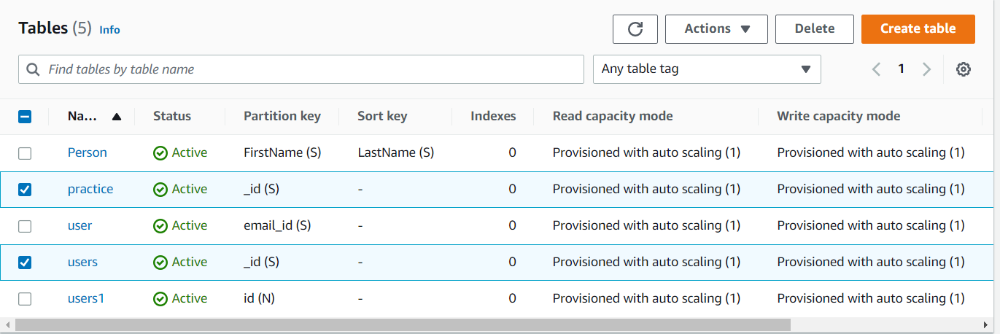 Tables (5) Info Actions Delete Create table
Find tables by table name Any table tag 1
Na... Status Partition key Sort key Indexes Read capacity mode Write capacity mode
Person Active FirstName (S) LastName (S) 0 Provisioned with auto scaling (1) Provisioned with auto scaling (1)
practice Active _id (S) - 0 Provisioned with auto scaling (1) Provisioned with auto scaling (1)
user Active email_id (S) - 0 Provisioned with auto scaling (1) Provisioned with auto scaling (1)
users Active _id (S) - 0 Provisioned with auto scaling (1) Provisioned with auto scaling (1)
users1 Active id (N) - 0 Provisioned with auto scaling (1) Provisioned with auto scaling (1)